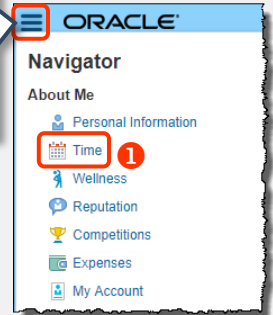 ORACLE
Navigator
About Me
Personal Information
Time
1
Wellness
Reputation
Competitions
Expenses
My Account